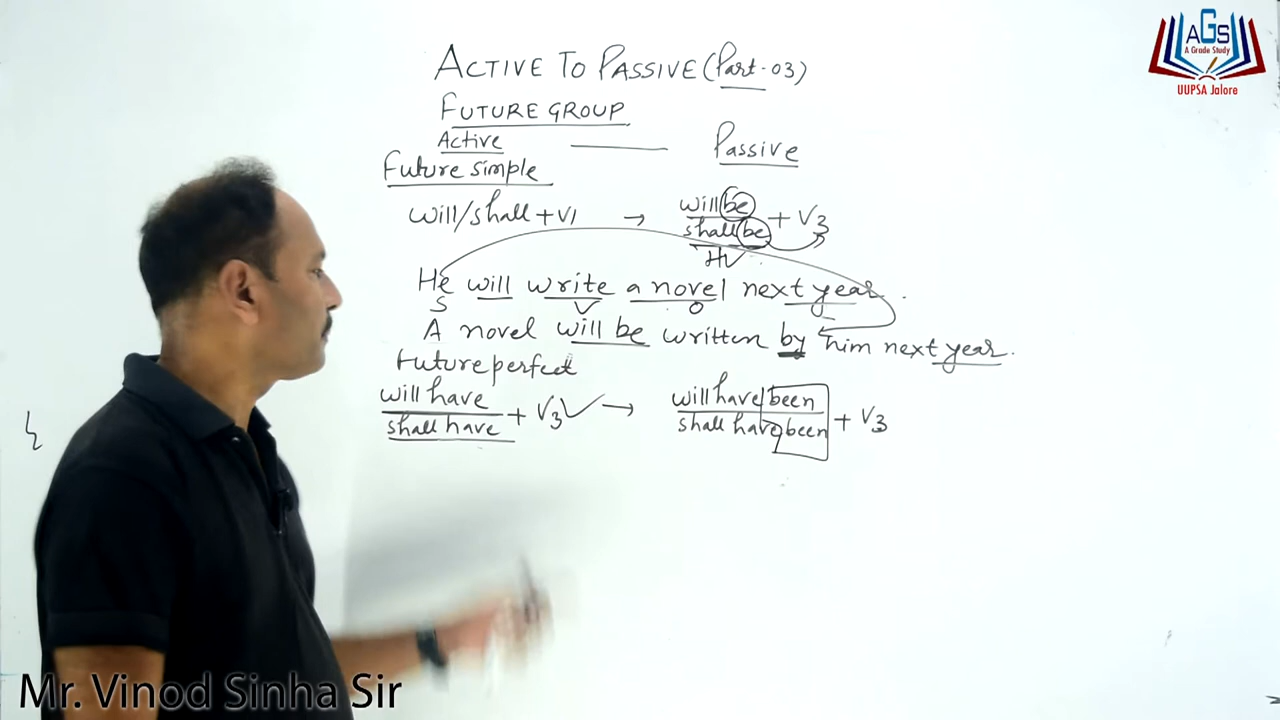 ACTIVE TO PASSIVE (Part-03)
FUTURE GROUP
Active — Passive
Future simple
will/shall + V1 → will be / shall be + V3
HV
He will write a novel next year.
S V O
A novel will be written by him next year.
Future perfect
will have / shall have + V3 ✓ → will have been / shall have been + V3
AGS
A Grade Study
UUPSA Jalore
Mr. Vinod Sinha Sir